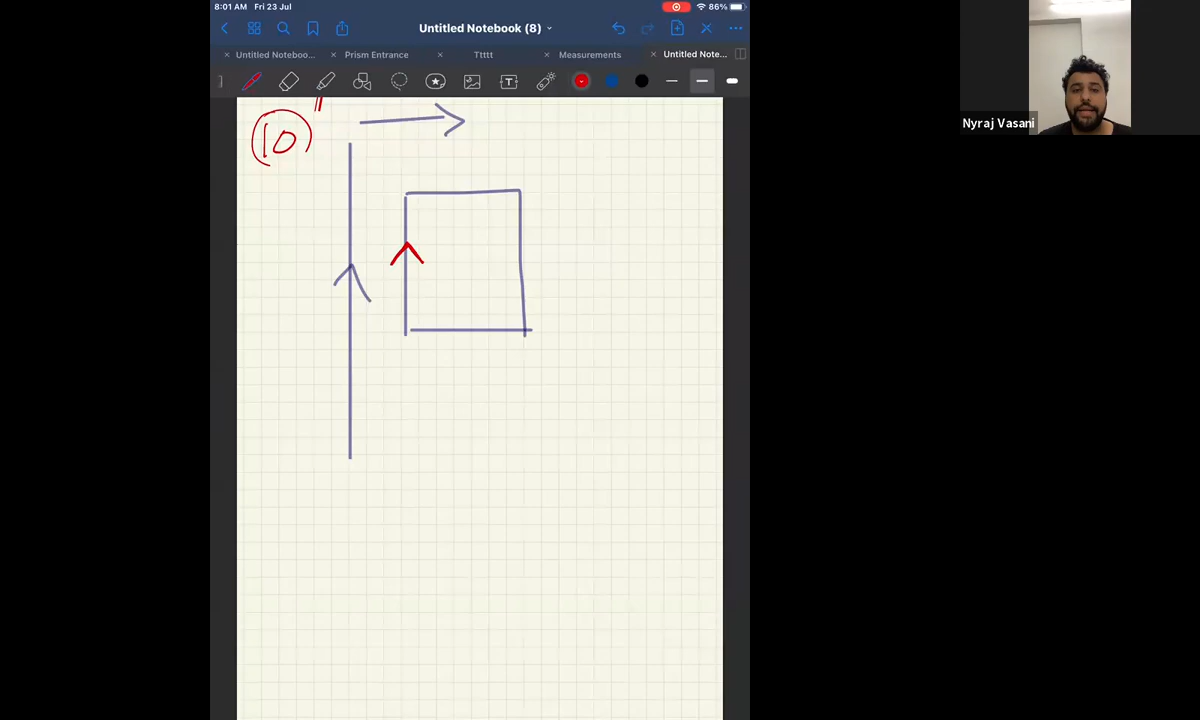 8:01 AM Fri 23 Jul
86%
Untitled Notebook (8)
Untitled Noteboo...
Prism Entrance
Ttttt
Measurements
Untitled Note...
T
10
Nyraj Vasani